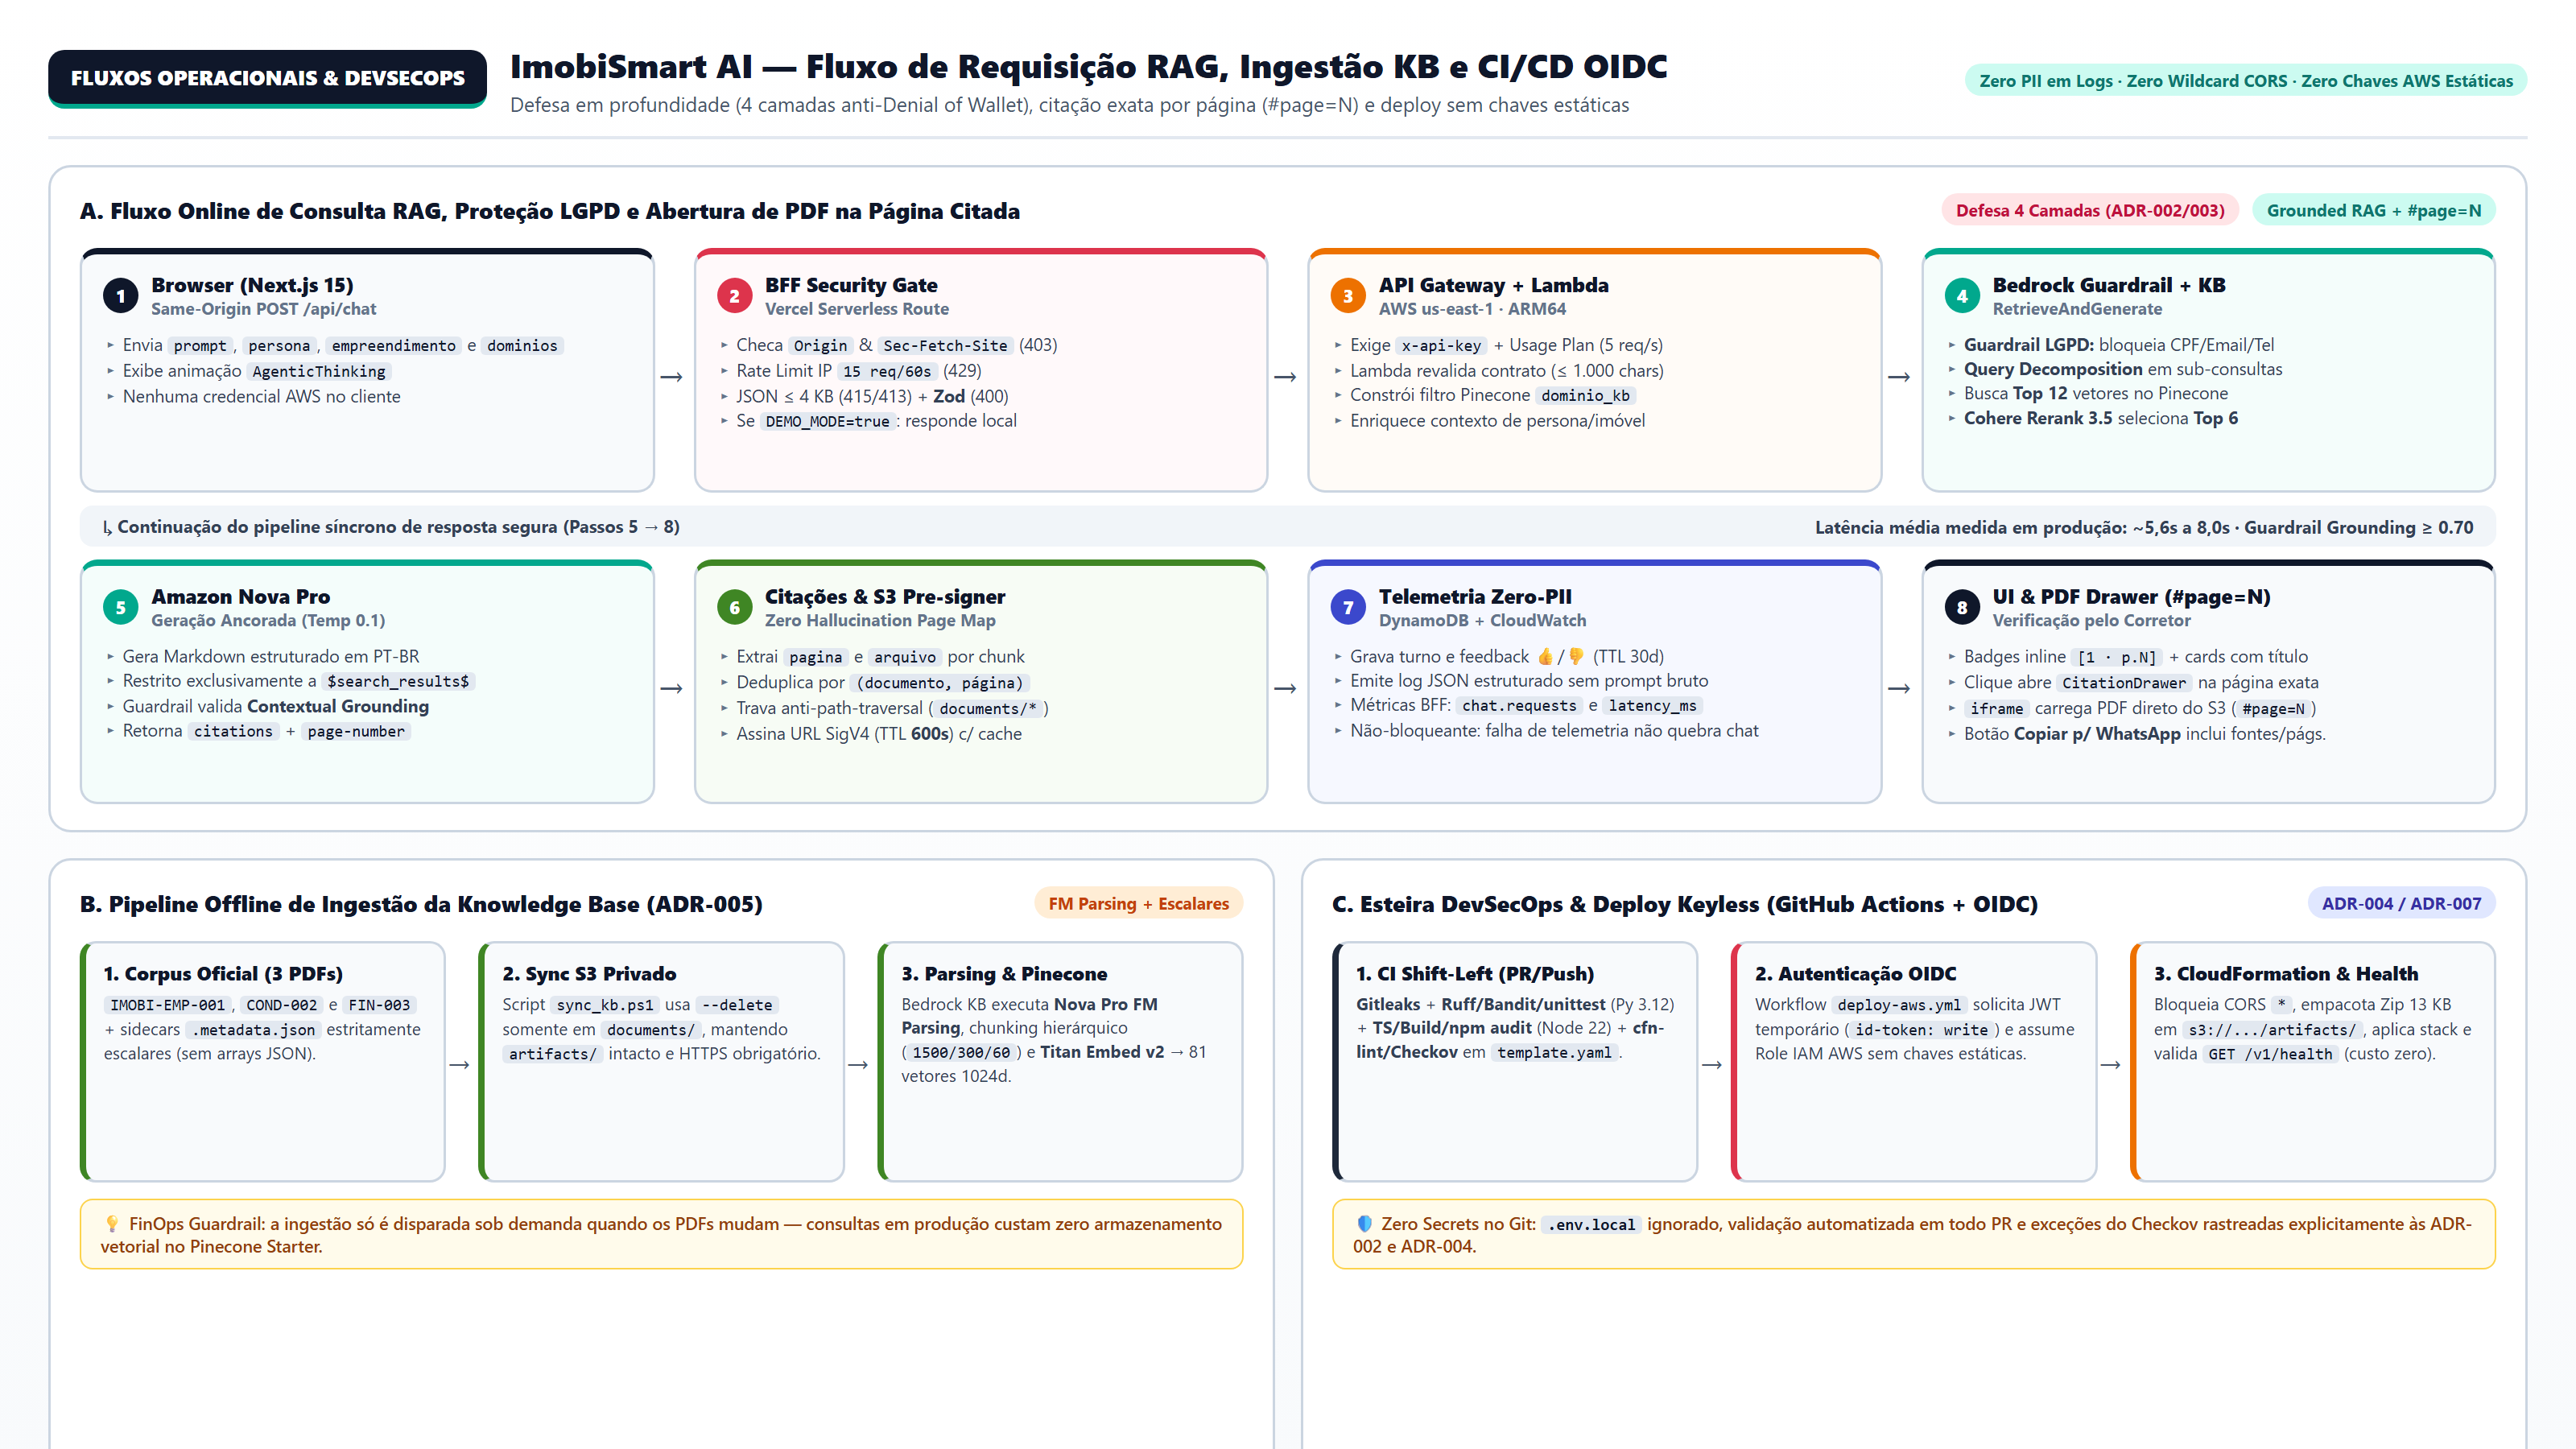 FLUXOS OPERACIONAIS & DEVSECOPS
ImobiSmart AI — Fluxo de Requisição RAG, Ingestão KB e CI/CD OIDC
Defesa em profundidade (4 camadas anti-Denial of Wallet), citação exata por página (#page=N) e deploy sem chaves estáticas
Zero PII em Logs · Zero Wildcard CORS · Zero Chaves AWS Estáticas
A. Fluxo Online de Consulta RAG, Proteção LGPD e Abertura de PDF na Página Citada
Defesa 4 Camadas (ADR-002/003)
Grounded RAG + #page=N
1
Browser (Next.js 15)
Same-Origin POST /api/chat
‣ Envia prompt, persona, empreendimento e dominios
‣ Exibe animação AgenticThinking
‣ Nenhuma credencial AWS no cliente
→
2
BFF Security Gate
Vercel Serverless Route
‣ Checa Origin & Sec-Fetch-Site (403)
‣ Rate Limit IP 15 req/60s (429)
‣ JSON ≤ 4 KB (415/413) + Zod (400)
‣ Se DEMO_MODE=true: responde local
→
3
API Gateway + Lambda
AWS us-east-1 · ARM64
‣ Exige x-api-key + Usage Plan (5 req/s)
‣ Lambda revalida contrato (≤ 1.000 chars)
‣ Constrói filtro Pinecone dominio_kb
‣ Enriquece contexto de persona/imóvel
→
4
Bedrock Guardrail + KB
RetrieveAndGenerate
‣ Guardrail LGPD: bloqueia CPF/Email/Tel
‣ Query Decomposition em sub-consultas
‣ Busca Top 12 vetores no Pinecone
‣ Cohere Rerank 3.5 seleciona Top 6
↳ Continuação do pipeline síncrono de resposta segura (Passos 5 → 8)
Latência média medida em produção: ~5,6s a 8,0s · Guardrail Grounding ≥ 0.70
5
Amazon Nova Pro
Geração Ancorada (Temp 0.1)
‣ Gera Markdown estruturado em PT-BR
‣ Restrito exclusivamente a $search_results$
‣ Guardrail valida Contextual Grounding
‣ Retorna citations + page-number
→
6
Citações & S3 Pre-signer
Zero Hallucination Page Map
‣ Extrai pagina e arquivo por chunk
‣ Deduplica por (documento, página)
‣ Trava anti-path-traversal (documents/*)
‣ Assina URL SigV4 (TTL 600s) c/ cache
→
7
Telemetria Zero-PII
DynamoDB + CloudWatch
‣ Grava turno e feedback 👍/👎 (TTL 30d)
‣ Emite log JSON estruturado sem prompt bruto
‣ Métricas BFF: chat.requests e latency_ms
‣ Não-bloqueante: falha de telemetria não quebra chat
→
8
UI & PDF Drawer (#page=N)
Verificação pelo Corretor
‣ Badges inline [1 · p.N] + cards com título
‣ Clique abre CitationDrawer na página exata
‣ iframe carrega PDF direto do S3 (#page=N)
‣ Botão Copiar p/ WhatsApp inclui fontes/págs.
B. Pipeline Offline de Ingestão da Knowledge Base (ADR-005)
FM Parsing + Escalares
1. Corpus Oficial (3 PDFs)
IMOBI-EMP-001, COND-002 e FIN-003
+ sidecars .metadata.json estritamente
escalares (sem arrays JSON).
→
2. Sync S3 Privado
Script sync_kb.ps1 usa --delete
somente em documents/, mantendo
artifacts/ intacto e HTTPS obrigatório.
→
3. Parsing & Pinecone
Bedrock KB executa Nova Pro FM
Parsing, chunking hierárquico
(1500/300/60) e Titan Embed v2 → 81
vetores 1024d.
💡 FinOps Guardrail: a ingestão só é disparada sob demanda quando os PDFs mudam — consultas em produção custam zero armazenamento
vetorial no Pinecone Starter.
C. Esteira DevSecOps & Deploy Keyless (GitHub Actions + OIDC)
ADR-004 / ADR-007
1. CI Shift-Left (PR/Push)
Gitleaks + Ruff/Bandit/unittest (Py 3.12)
+ TS/Build/npm audit (Node 22) + cfn-
lint/Checkov em template.yaml.
→
2. Autenticação OIDC
Workflow deploy-aws.yml solicita JWT
temporário (id-token: write) e assume
Role IAM AWS sem chaves estáticas.
→
3. CloudFormation & Health
Bloqueia CORS *, empacota Zip 13 KB
em s3://.../artifacts/, aplica stack e
valida GET /v1/health (custo zero).
🛡️ Zero Secrets no Git: .env.local ignorado, validação automatizada em todo PR e exceções do Checkov rastreadas explicitamente às ADR-
002 e ADR-004.